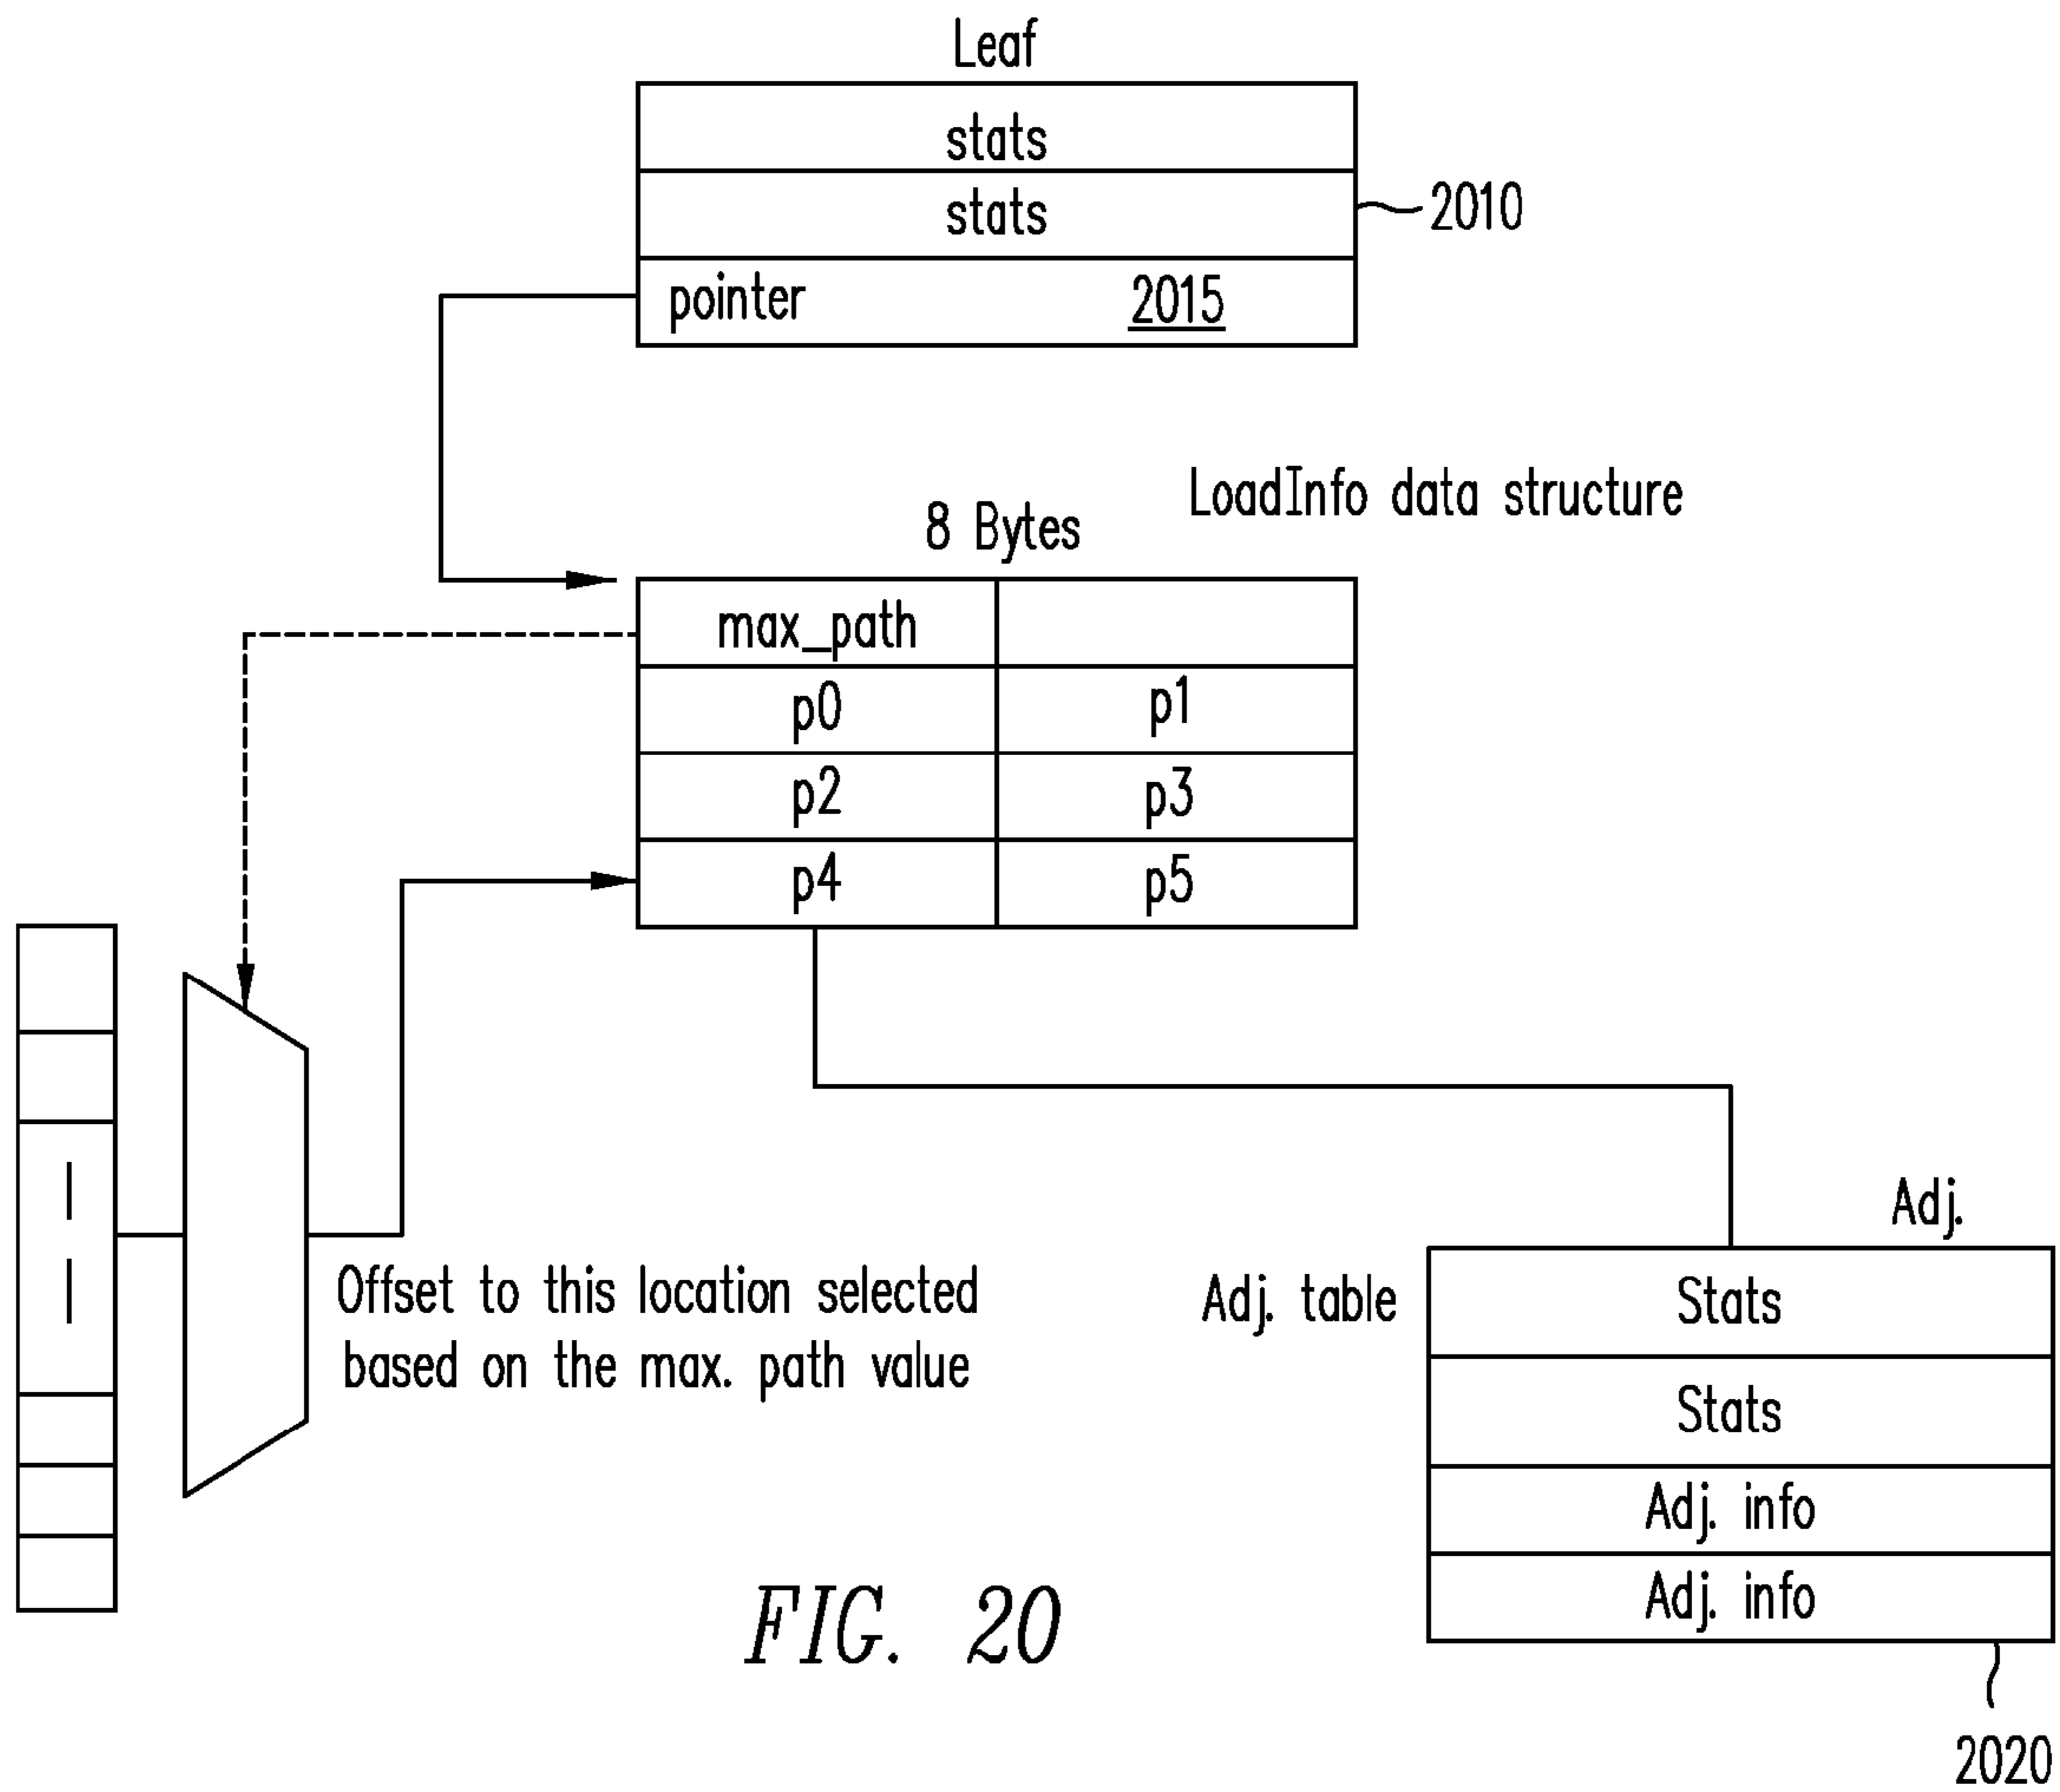 Leaf
stats
stats
2010
pointer 2015
LoadInfo data structure
8 Bytes
max_path
p0 p1
p2 p3
p4 p5
Offset to this location selected
based on the max. path value
Adj.
Adj. table
Stats
Stats
Adj. info
Adj. info
FIG. 20
2020